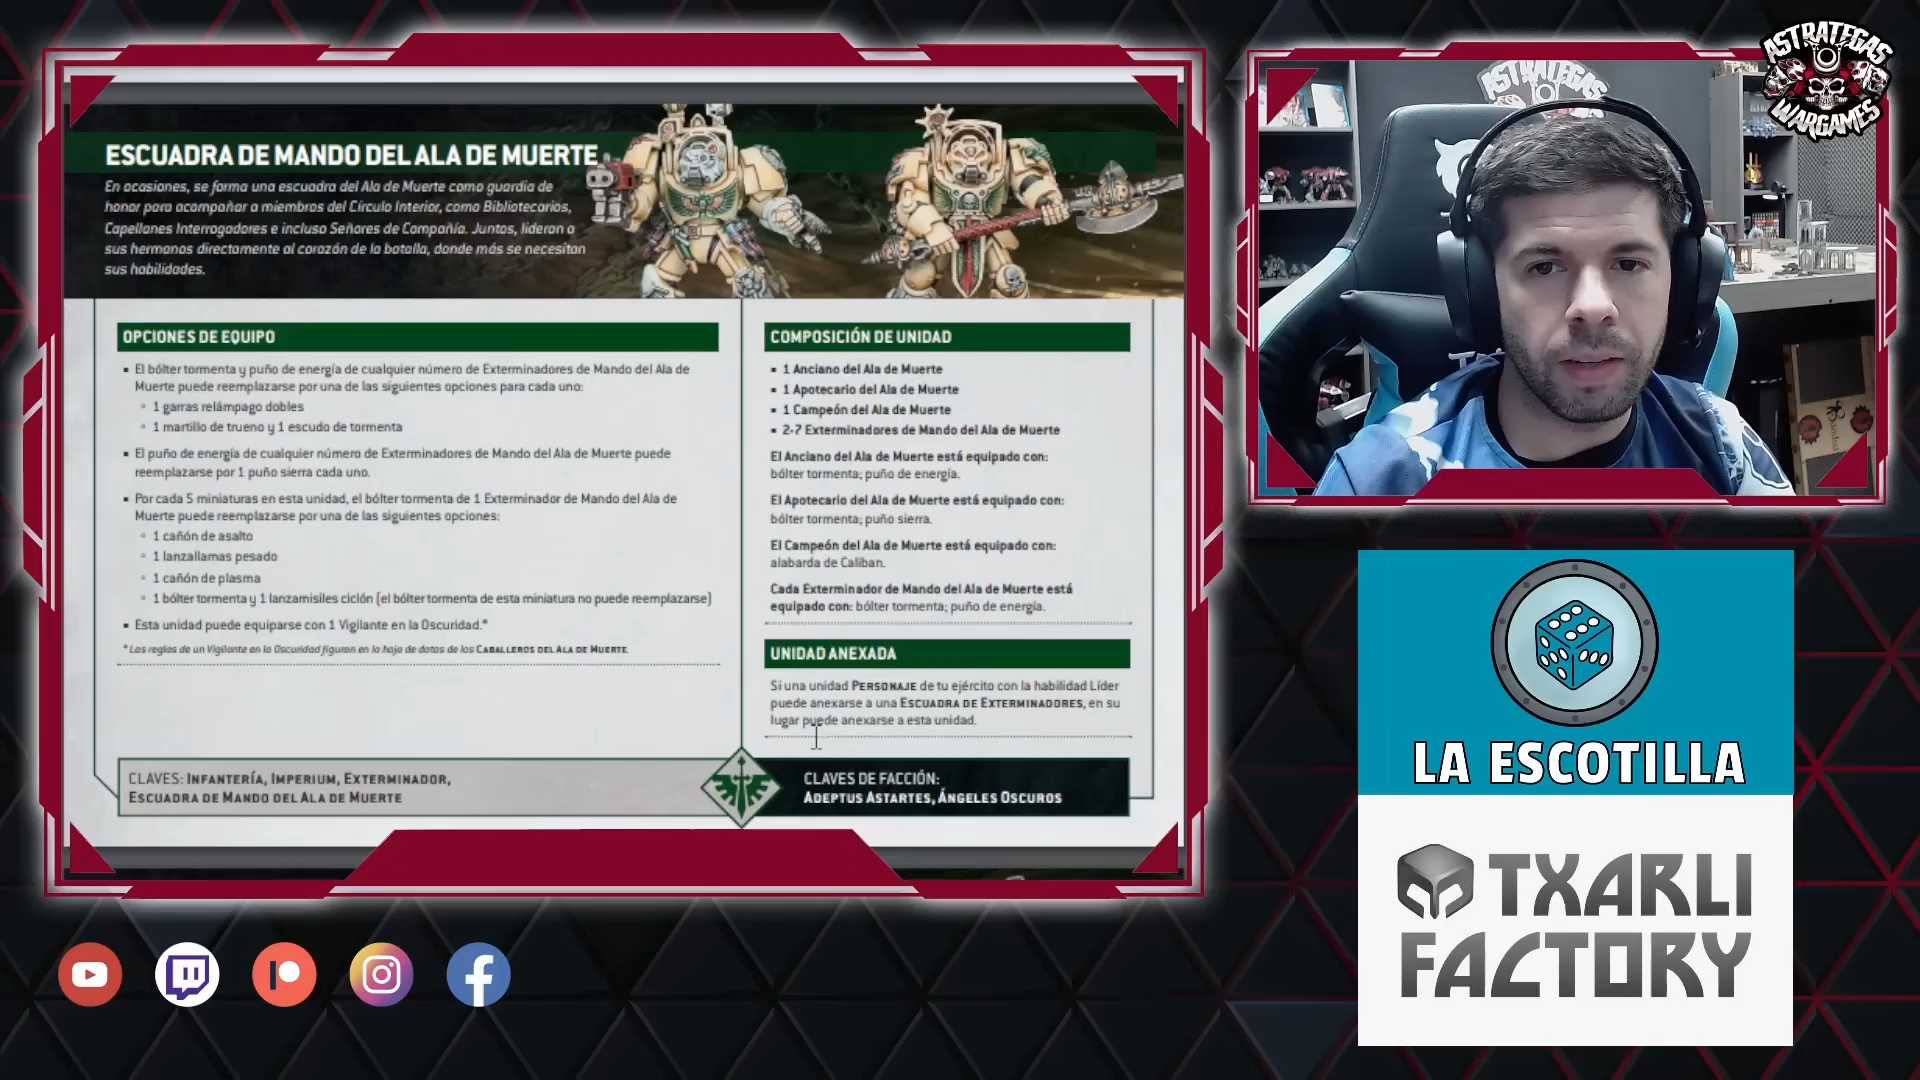 ESCUADRA DE MANDO DEL ALA DE MUERTE
En ocasiones, se forma una escuadra del Ala de Muerte como guardia de
honor para acompañar a miembros del Círculo Interior, como Bibliotecarios,
Capellanes Interrogadores e incluso Señores de Compañía. Juntos, lideran a
sus hermanos directamente al corazón de la batalla, donde más se necesitan
sus habilidades.
OPCIONES DE EQUIPO
▪ El bólter tormenta y puño de energía de cualquier número de Exterminadores de Mando del Ala de
Muerte puede reemplazarse por una de las siguientes opciones para cada uno:
◦ 1 garras relámpago dobles
◦ 1 martillo de trueno y 1 escudo de tormenta
▪ El puño de energía de cualquier número de Exterminadores de Mando del Ala de Muerte puede
reemplazarse por 1 puño sierra cada uno.
▪ Por cada 5 miniaturas en esta unidad, el bólter tormenta de 1 Exterminador de Mando del Ala de
Muerte puede reemplazarse por una de las siguientes opciones:
◦ 1 cañón de asalto
◦ 1 lanzallamas pesado
◦ 1 cañón de plasma
◦ 1 bólter tormenta y 1 lanzamisiles ciclón (el bólter tormenta de esta miniatura no puede reemplazarse)
▪ Esta unidad puede equiparse con 1 Vigilante en la Oscuridad.*
* Las reglas de un Vigilante en la Oscuridad figuran en la hoja de datos de los CABALLEROS DEL ALA DE MUERTE.
COMPOSICIÓN DE UNIDAD
▪ 1 Anciano del Ala de Muerte
▪ 1 Apotecario del Ala de Muerte
▪ 1 Campeón del Ala de Muerte
▪ 2-7 Exterminadores de Mando del Ala de Muerte
El Anciano del Ala de Muerte está equipado con:
bólter tormenta; puño de energía.
El Apotecario del Ala de Muerte está equipado con:
bólter tormenta; puño sierra.
El Campeón del Ala de Muerte está equipado con:
alabarda de Caliban.
Cada Exterminador de Mando del Ala de Muerte está
equipado con: bólter tormenta; puño de energía.
UNIDAD ANEXADA
Si una unidad PERSONAJE de tu ejército con la habilidad Líder
puede anexarse a una ESCUADRA DE EXTERMINADORES, en su
lugar puede anexarse a esta unidad.
CLAVES: INFANTERÍA, IMPERIUM, EXTERMINADOR,
ESCUADRA DE MANDO DEL ALA DE MUERTE
CLAVES DE FACCIÓN:
ADEPTUS ASTARTES, ÁNGELES OSCUROS
ASTRATEGAS
WARGAMES
ASTRATEGAS
LA ESCOTILLA
TXARLI
FACTORY